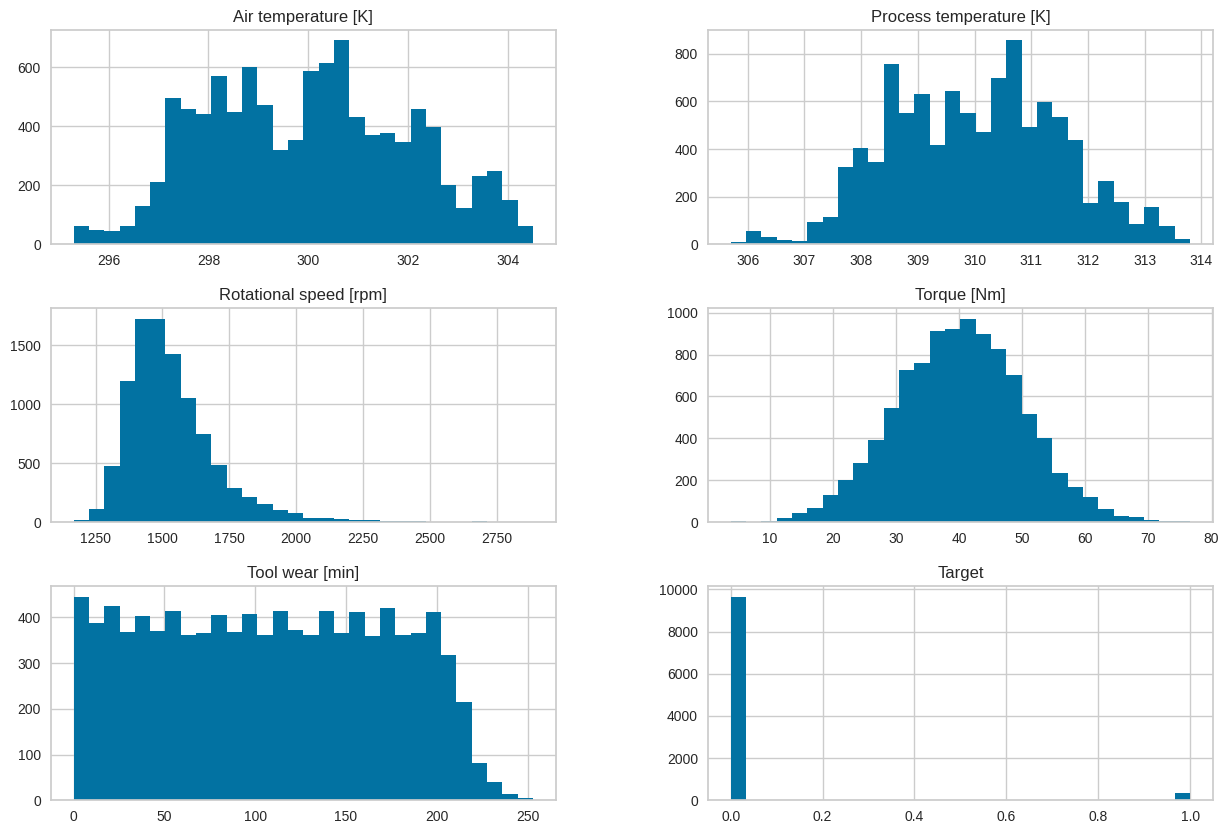 Air temperature [K]
600
400
200
0
296 298 300 302 304
Process temperature [K]
800
600
400
200
0
306 307 308 309 310 311 312 313 314
Rotational speed [rpm]
1500
1000
500
0
1250 1500 1750 2000 2250 2500 2750
Torque [Nm]
1000
800
600
400
200
0
10 20 30 40 50 60 70 80
Tool wear [min]
400
300
200
100
0
0 50 100 150 200 250
Target
10000
8000
6000
4000
2000
0
0.0 0.2 0.4 0.6 0.8 1.0